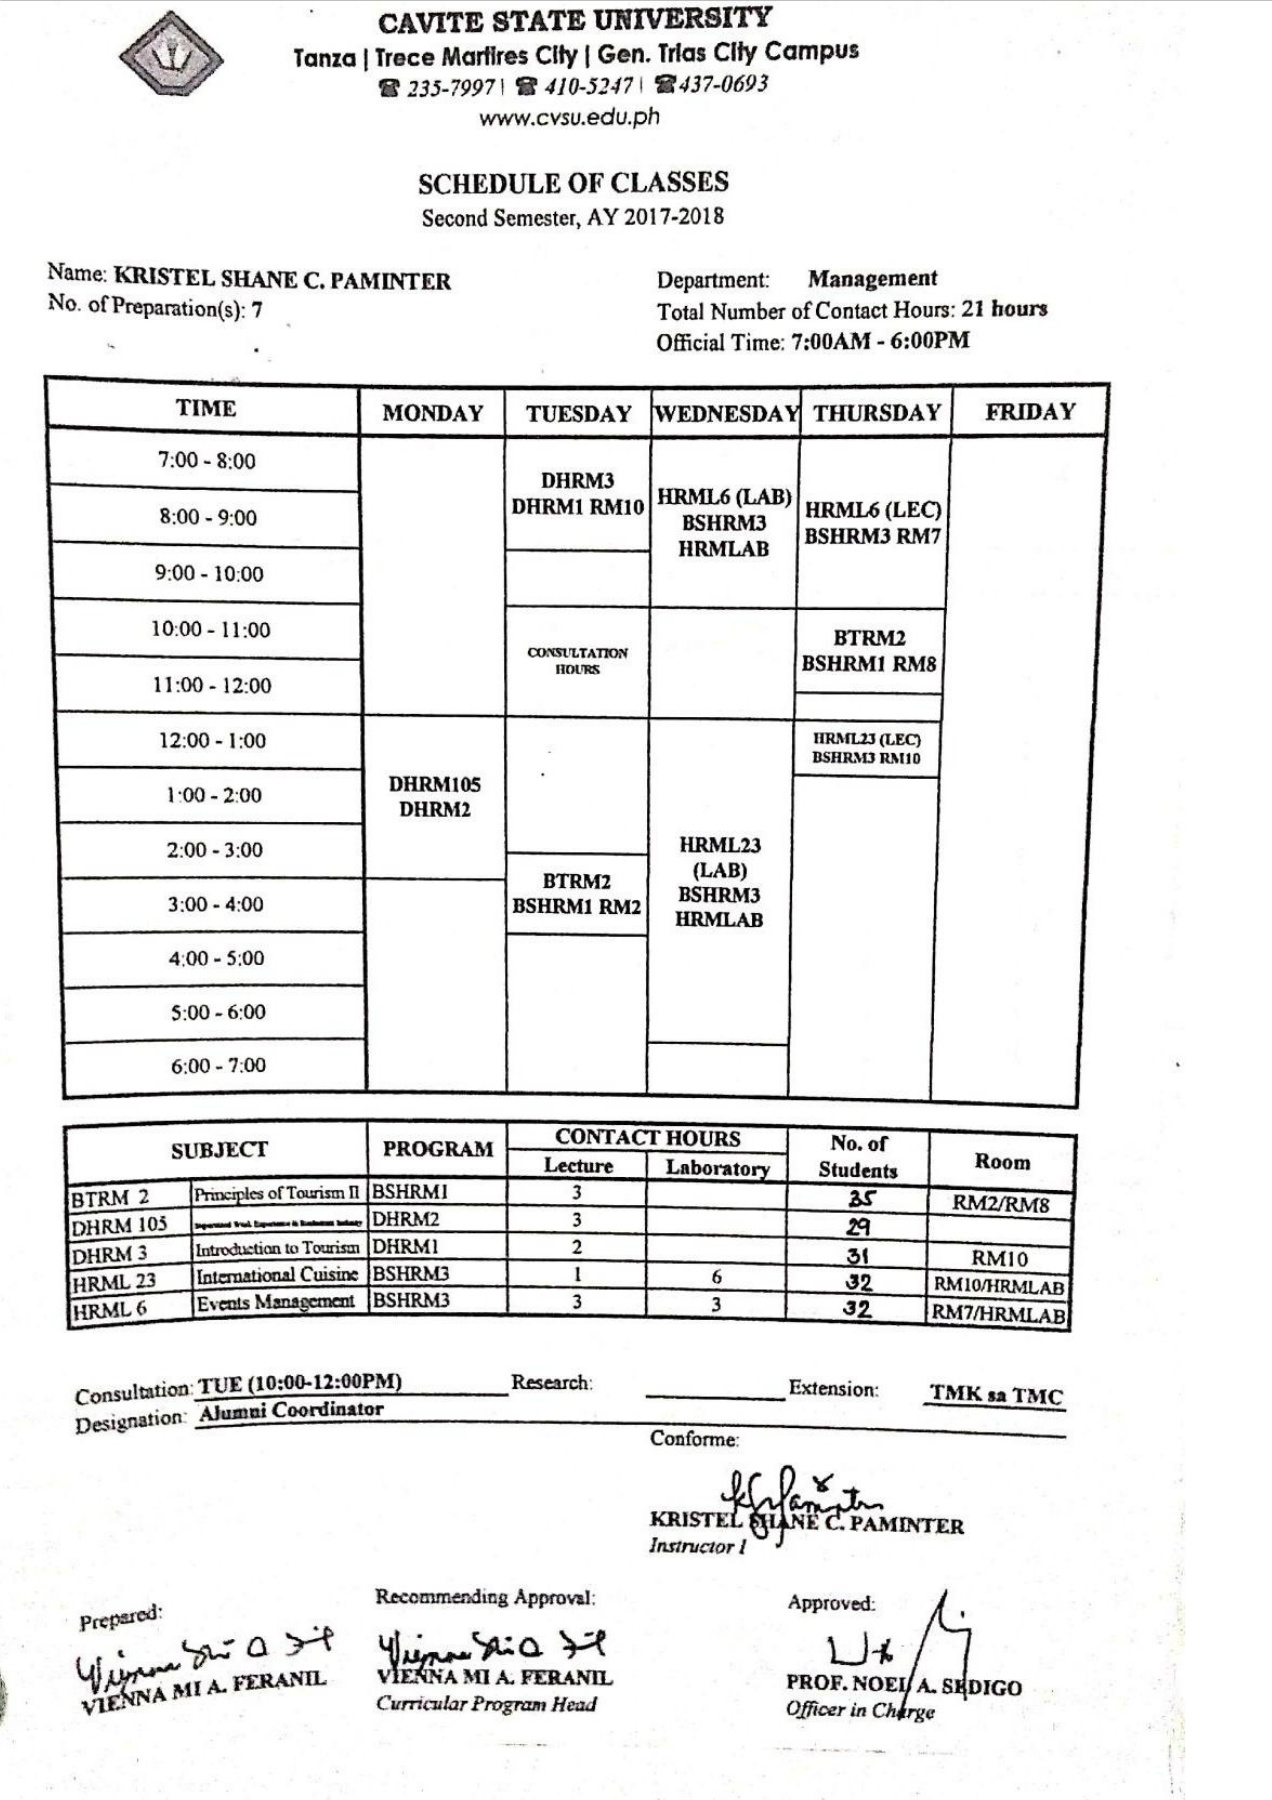 CAVITE STATE UNIVERSITY
Tanza | Trece Martires City | Gen. Trias City Campus
☎ 235-7997 | ☎ 410-5247 | ☎ 437-0693
www.cvsu.edu.ph
SCHEDULE OF CLASSES
Second Semester, AY 2017-2018
Name: KRISTEL SHANE C. PAMINTER
No. of Preparation(s): 7
Department: Management
Total Number of Contact Hours: 21 hours
Official Time: 7:00AM - 6:00PM
TIME MONDAY TUESDAY WEDNESDAY THURSDAY FRIDAY
7:00 - 8:00
8:00 - 9:00
9:00 - 10:00
10:00 - 11:00
11:00 - 12:00
12:00 - 1:00
1:00 - 2:00
2:00 - 3:00
3:00 - 4:00
4:00 - 5:00
5:00 - 6:00
6:00 - 7:00
DHRM105
DHRM2
DHRM3
DHRM1 RM10
CONSULTATION
HOURS
BTRM2
BSHRM1 RM2
HRML6 (LAB)
BSHRM3
HRMLAB
HRML23
(LAB)
BSHRM3
HRMLAB
HRML6 (LEC)
BSHRM3 RM7
BTRM2
BSHRM1 RM8
HRML23 (LEC)
BSHRM3 RM10
SUBJECT PROGRAM CONTACT HOURS No. of Students Room
Lecture Laboratory
BTRM 2 Principles of Tourism II BSHRM1 3 35 RM2/RM8
DHRM 105 DHRM2 3 29
DHRM 3 Introduction to Tourism DHRM1 2 31 RM10
HRML 23 International Cuisine BSHRM3 1 6 32 RM10/HRMLAB
HRML 6 Events Management BSHRM3 3 3 32 RM7/HRMLAB
Consultation: TUE (10:00-12:00PM) Research: Extension: TMK sa TMC
Designation: Alumni Coordinator
Conforme:
KRISTEL SHANE C. PAMINTER
Instructor I
Prepared:
VIENNA MI A. FERANIL
Recommending Approval:
VIENNA MI A. FERANIL
Curricular Program Head
Approved:
PROF. NOEL A. SEDIGO
Officer in Charge